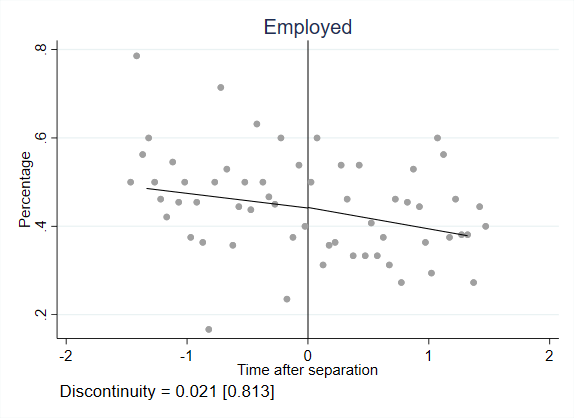 Employed
Percentage
.8
.6
.4
.2
-2 -1 0 1 2
Time after separation
Discontinuity = 0.021 [0.813]